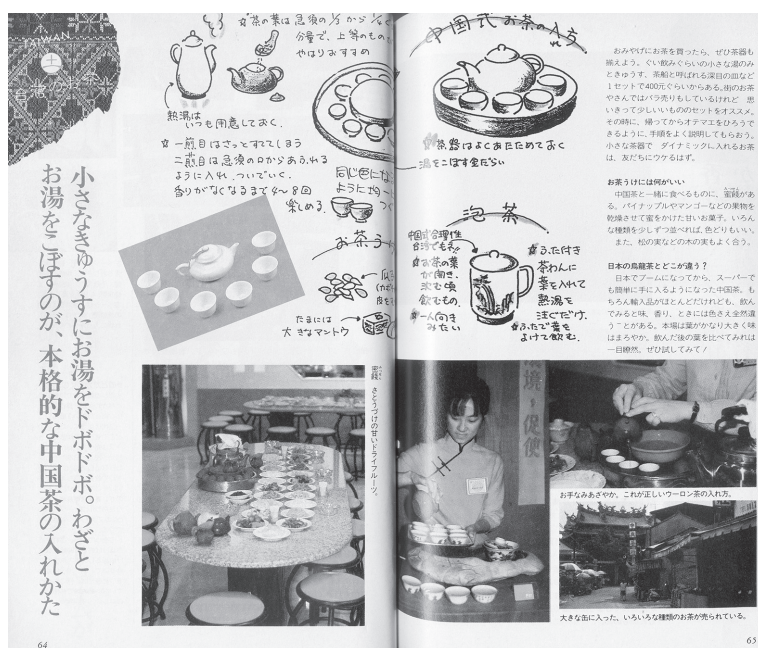 TAIWAN
台湾のお茶
小さなきゅうすにお湯をドボドボ。わざと
お湯をこぼすのが、本格的な中国茶の入れかた
☆茶の葉は急須の1/3から
分量で、上等のもの
やはりおすすめ
熱湯は
いつも用意しておく。
☆一煎目はさっとすててしまう
二煎目は急須の口からあふれる
ように入れ、ついでいく。
香りがなくなるまで4〜8回
楽しめる。
同じ色にな
ように
お茶う
たまには
大きなマントウ
蜜餞 さとうづけの甘いドライフルーツ。
64
中国式お茶の入れ方
茶器はよくあたためておく
湯をこぼす金だらい
泡茶
中国式合理性
台湾でもき
☆お茶の葉
が開き、
沈む頃
飲むもの。
☆一人向き
みたい
☆ふた付き
茶わんに
葉を入れて
熱湯を
注ぐだけ。
☆ふたで葉を
よけて飲む。
おみやげにお茶を買ったら、ぜひ茶器も
揃えよう。ぐい飲みぐらいの小さな湯のみ
ときゅうす。茶船と呼ばれる深目の皿など
1セットで400元ぐらいからある。街のお茶
やさんではバラ売りもしているけれど 思
いきって少しいいもののセットをオススメ。
その時に、帰ってからオテマエをひろうで
きるように、手順をよく説明してもらおう。
小さな茶器で ダイナミックに入れるお茶
は、友だちにウケるはず。
お茶うけには何がいい
中国茶と一緒に食べるものに、蜜餞があ
る。パイナップルやマンゴーなどの果物を
乾燥させて蜜をかけた甘いお菓子。いろん
な種類を少しずつ並べれば、色どりもいい。
また、松の実などの木の実もよく合う。
日本の烏龍茶とどこが違う？
日本でブームになってから、スーパーで
も簡単に手に入るようになった中国茶。も
ちろん輸入品がほとんどだけれども、飲ん
でみると味、香り、ときには色さえ全然違
うことがある。本場は葉がかなり大きく味
はまろやか。飲んだ後の葉を比べてみれば
一目瞭然。ぜひ試してみて！
お手なみあざやか。これが正しいウーロン茶の入れ方。
大きな缶に入った、いろいろな種類のお茶が売られている。
65